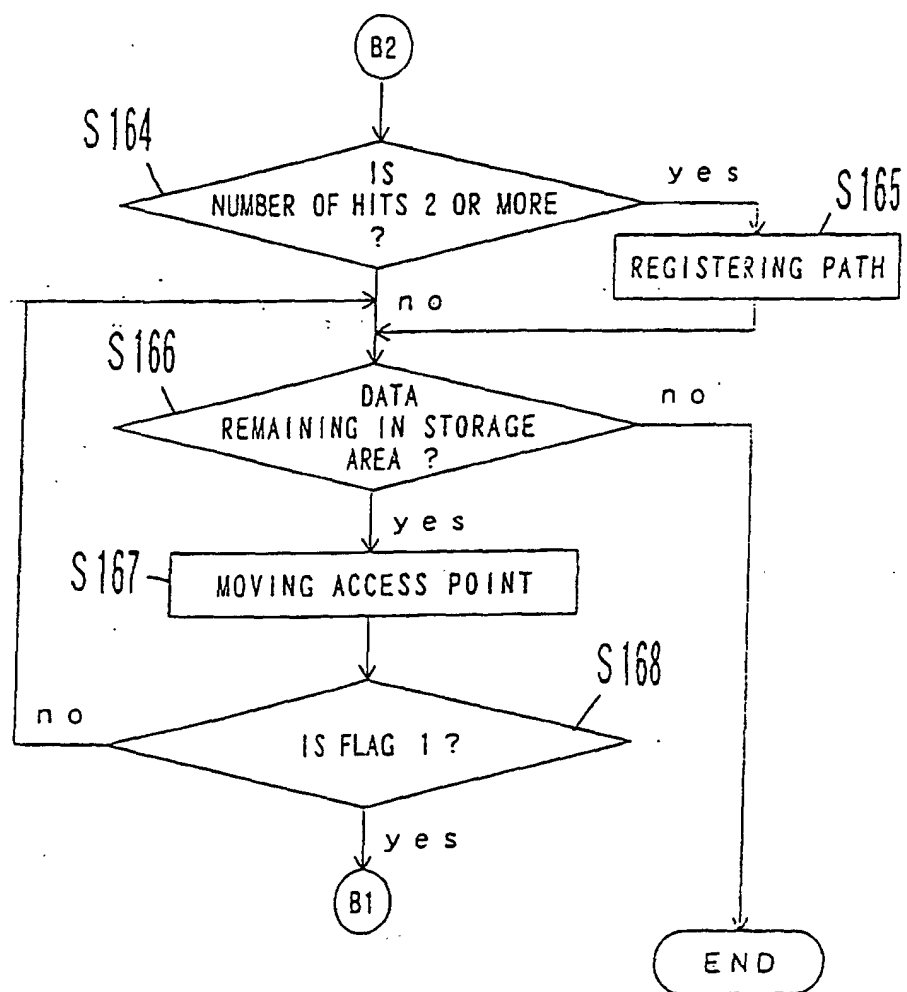 B2
S164
IS
NUMBER OF HITS 2 OR MORE
?
yes
S165
REGISTERING PATH
no
S166
DATA
REMAINING IN STORAGE
AREA ?
no
yes
S167
MOVING ACCESS POINT
S168
no
IS FLAG 1 ?
yes
B1
END